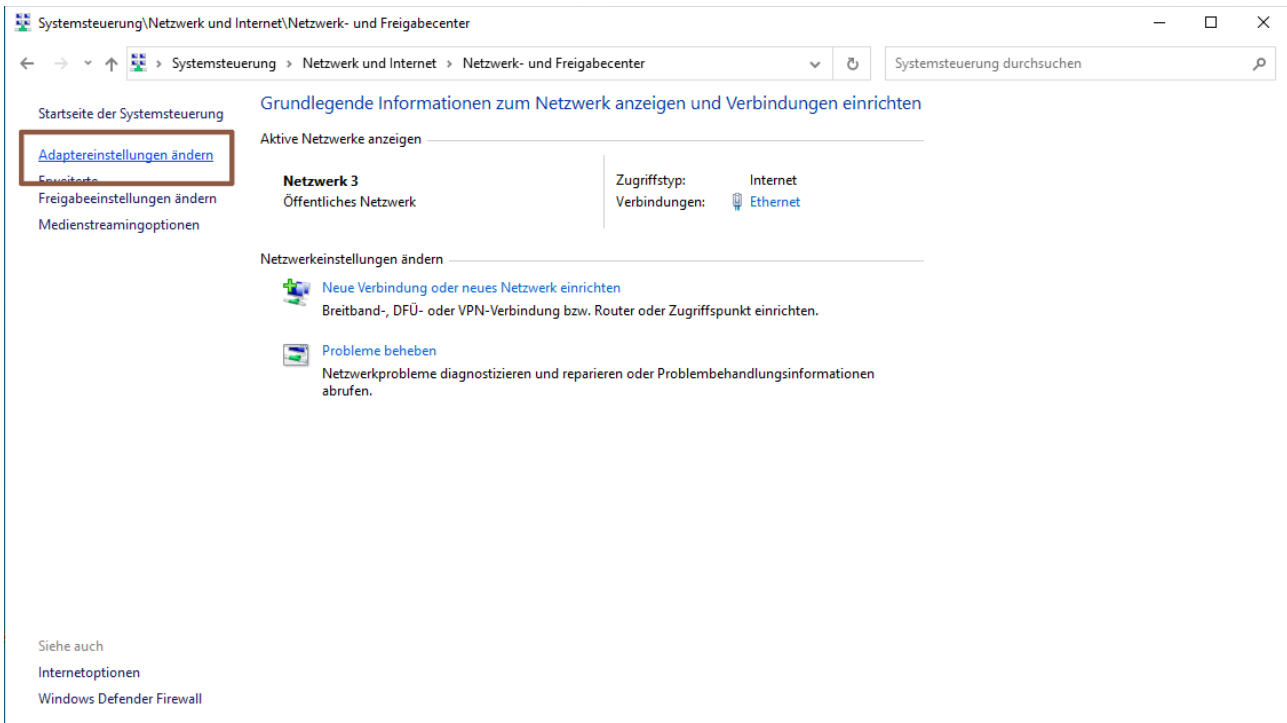 Systemsteuerung\Netzwerk und Internet\Netzwerk- und Freigabecenter
Systemsteuerung › Netzwerk und Internet › Netzwerk- und Freigabecenter
Systemsteuerung durchsuchen
Startseite der Systemsteuerung
Adaptereinstellungen ändern
Erweiterte
Freigabeeinstellungen ändern
Medienstreamingoptionen
Grundlegende Informationen zum Netzwerk anzeigen und Verbindungen einrichten
Aktive Netzwerke anzeigen
Netzwerk 3
Öffentliches Netzwerk
Zugriffstyp: Internet
Verbindungen: Ethernet
Netzwerkeinstellungen ändern
Neue Verbindung oder neues Netzwerk einrichten
Breitband-, DFÜ- oder VPN-Verbindung bzw. Router oder Zugriffspunkt einrichten.
Probleme beheben
Netzwerkprobleme diagnostizieren und reparieren oder Problembehandlungsinformationen
abrufen.
Siehe auch
Internetoptionen
Windows Defender Firewall